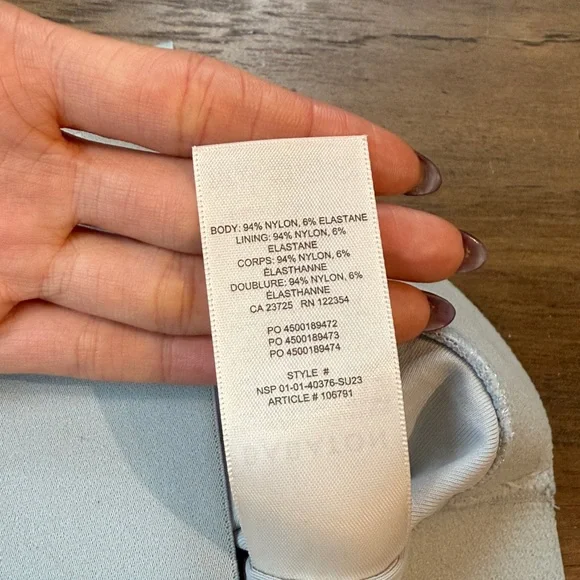 BODY: 94% NYLON, 6% ELASTANE
LINING: 94% NYLON, 6%
ELASTANE
CORPS: 94% NYLON, 6%
ÉLASTHANNE
DOUBLURE: 94% NYLON, 6%
ÉLASTHANNE
CA 23725 RN 122354
PO 4500189472
PO 4500189473
PO 4500189474
STYLE #
NSP 01-01-40376-SU23
ARTICLE # 106791